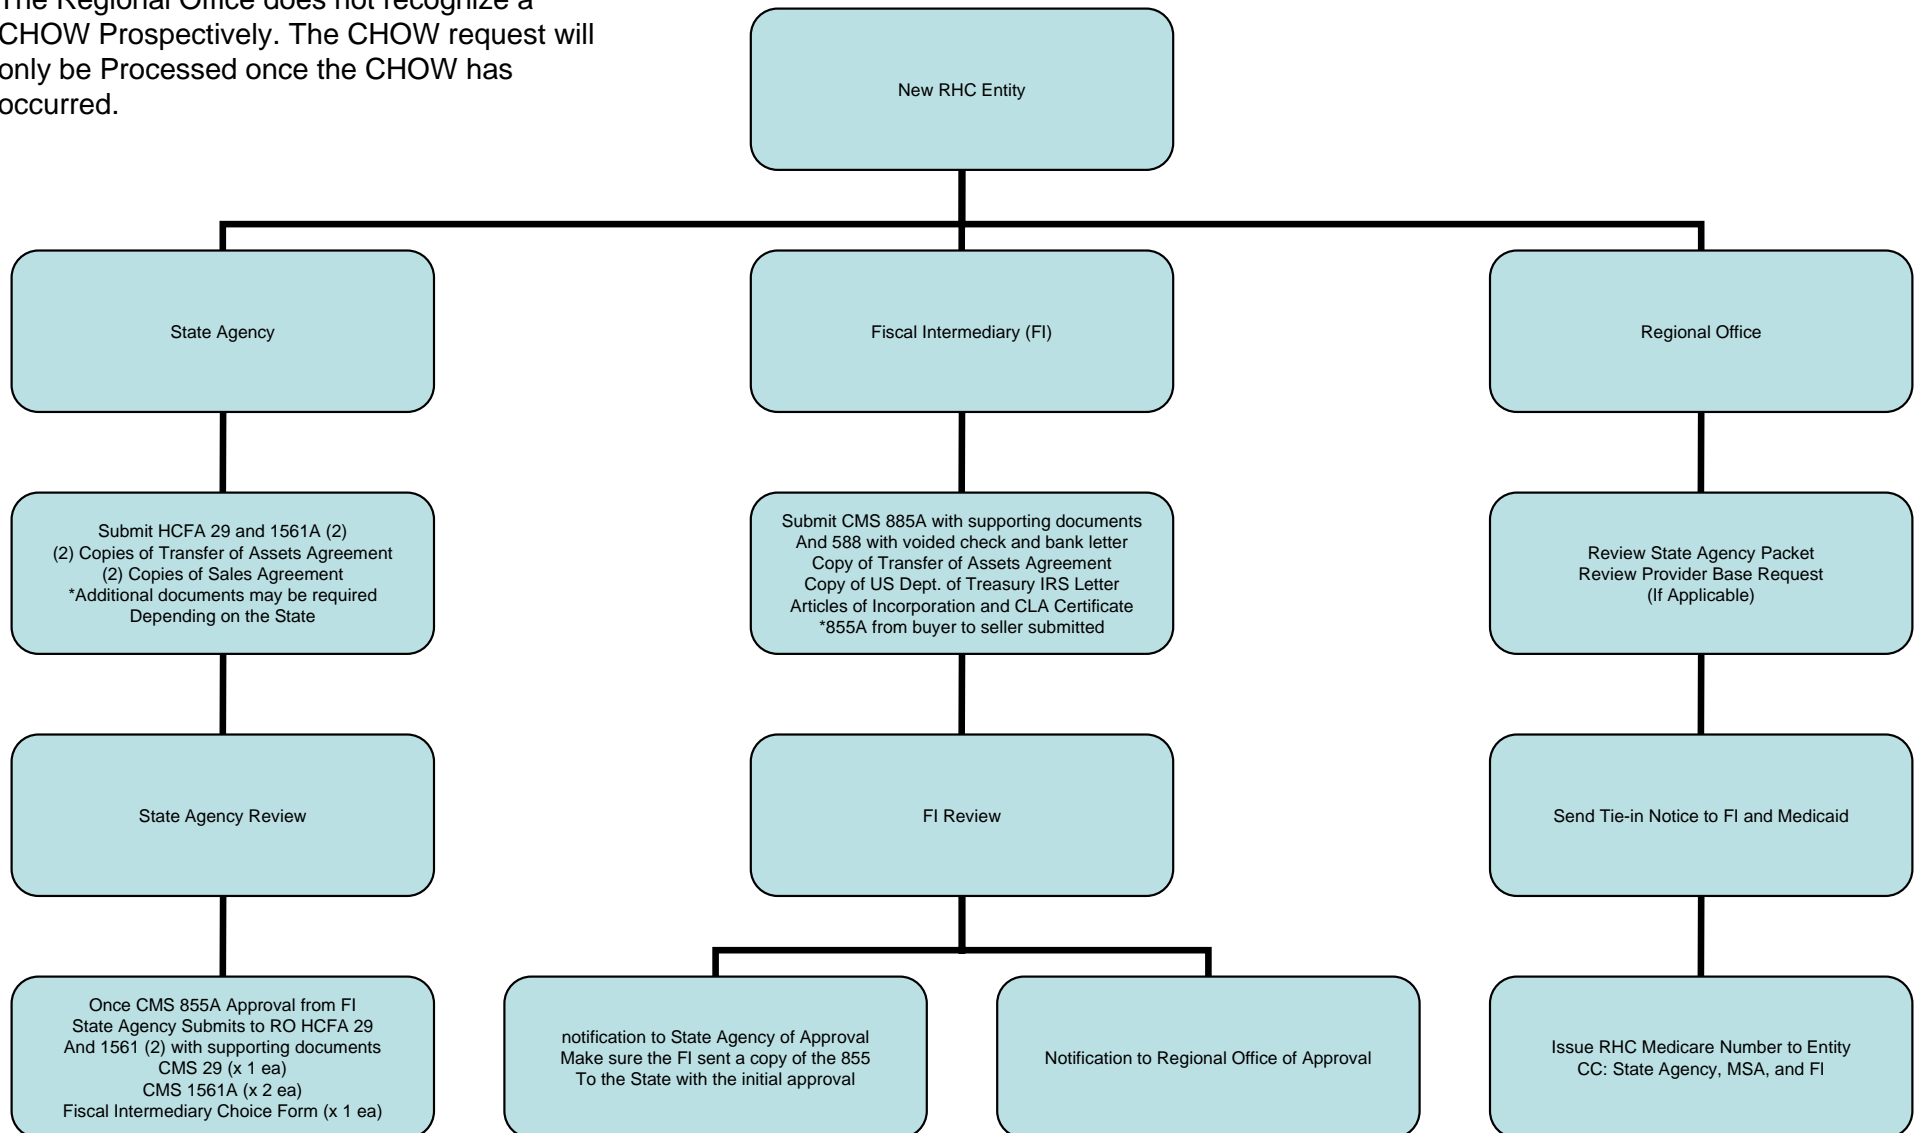 The Regional Office does not recognize a
CHOW Prospectively. The CHOW request will
only be Processed once the CHOW has
occurred.
New RHC Entity
State Agency
Fiscal Intermediary (FI)
Regional Office
Submit HCFA 29 and 1561A (2)
(2) Copies of Transfer of Assets Agreement
(2) Copies of Sales Agreement
*Additional documents may be required
Depending on the State
Submit CMS 885A with supporting documents
And 588 with voided check and bank letter
Copy of Transfer of Assets Agreement
Copy of US Dept. of Treasury IRS Letter
Articles of Incorporation and CLA Certificate
*855A from buyer to seller submitted
Review State Agency Packet
Review Provider Base Request
(If Applicable)
State Agency Review
FI Review
Send Tie-in Notice to FI and Medicaid
Once CMS 855A Approval from FI
State Agency Submits to RO HCFA 29
And 1561 (2) with supporting documents
CMS 29 (x 1 ea)
CMS 1561A (x 2 ea)
Fiscal Intermediary Choice Form (x 1 ea)
notification to State Agency of Approval
Make sure the FI sent a copy of the 855
To the State with the initial approval
Notification to Regional Office of Approval
Issue RHC Medicare Number to Entity
CC: State Agency, MSA, and FI